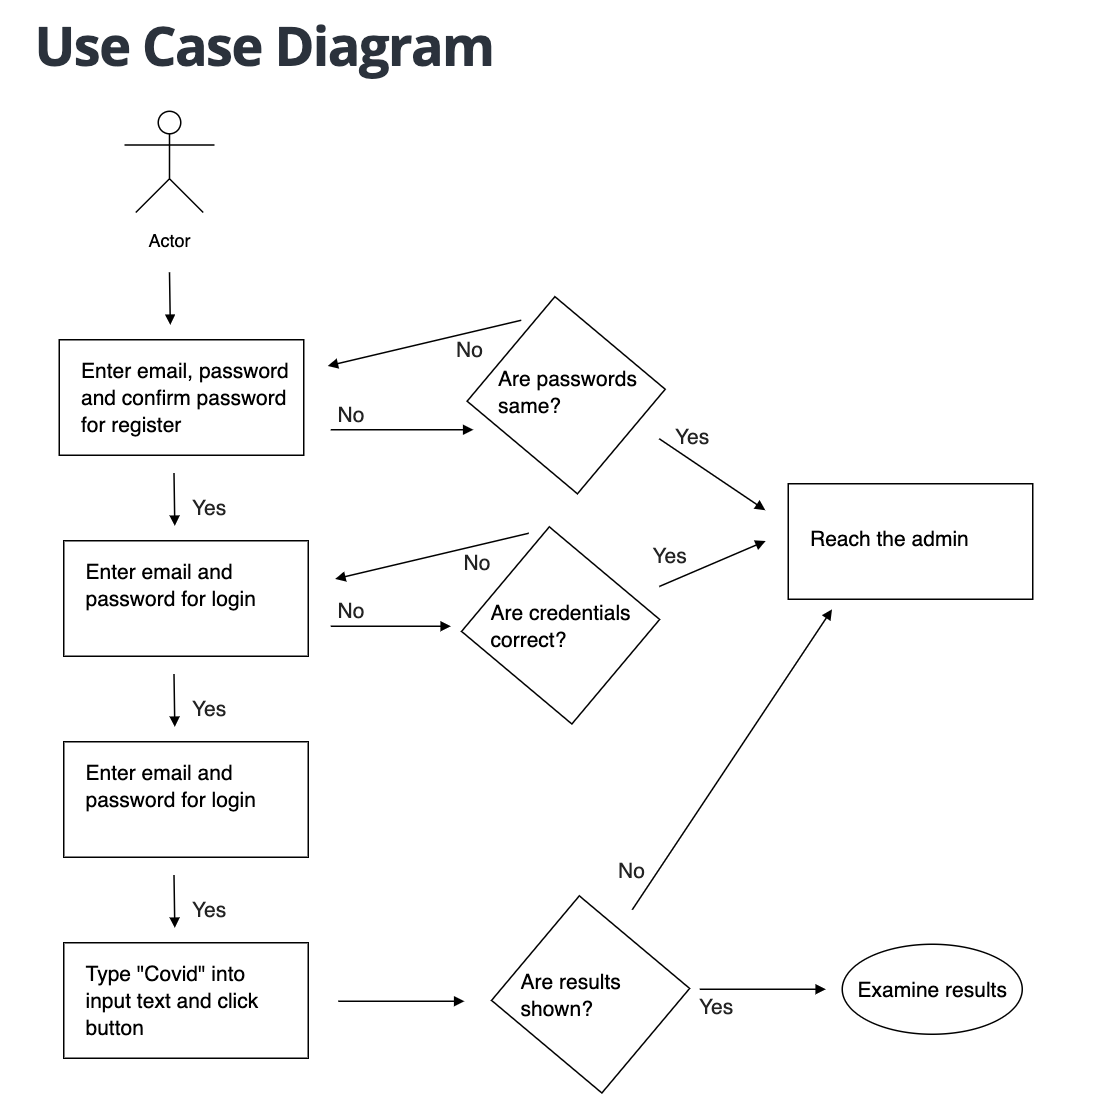 Use Case Diagram
Actor
Enter email, password
and confirm password
for register
No
No
Are passwords
same?
Yes
Yes
Enter email and
password for login
No
No
Are credentials
correct?
Yes
Reach the admin
Yes
Enter email and
password for login
Yes
Type "Covid" into
input text and click
button
Are results
shown?
No
Yes
Examine results